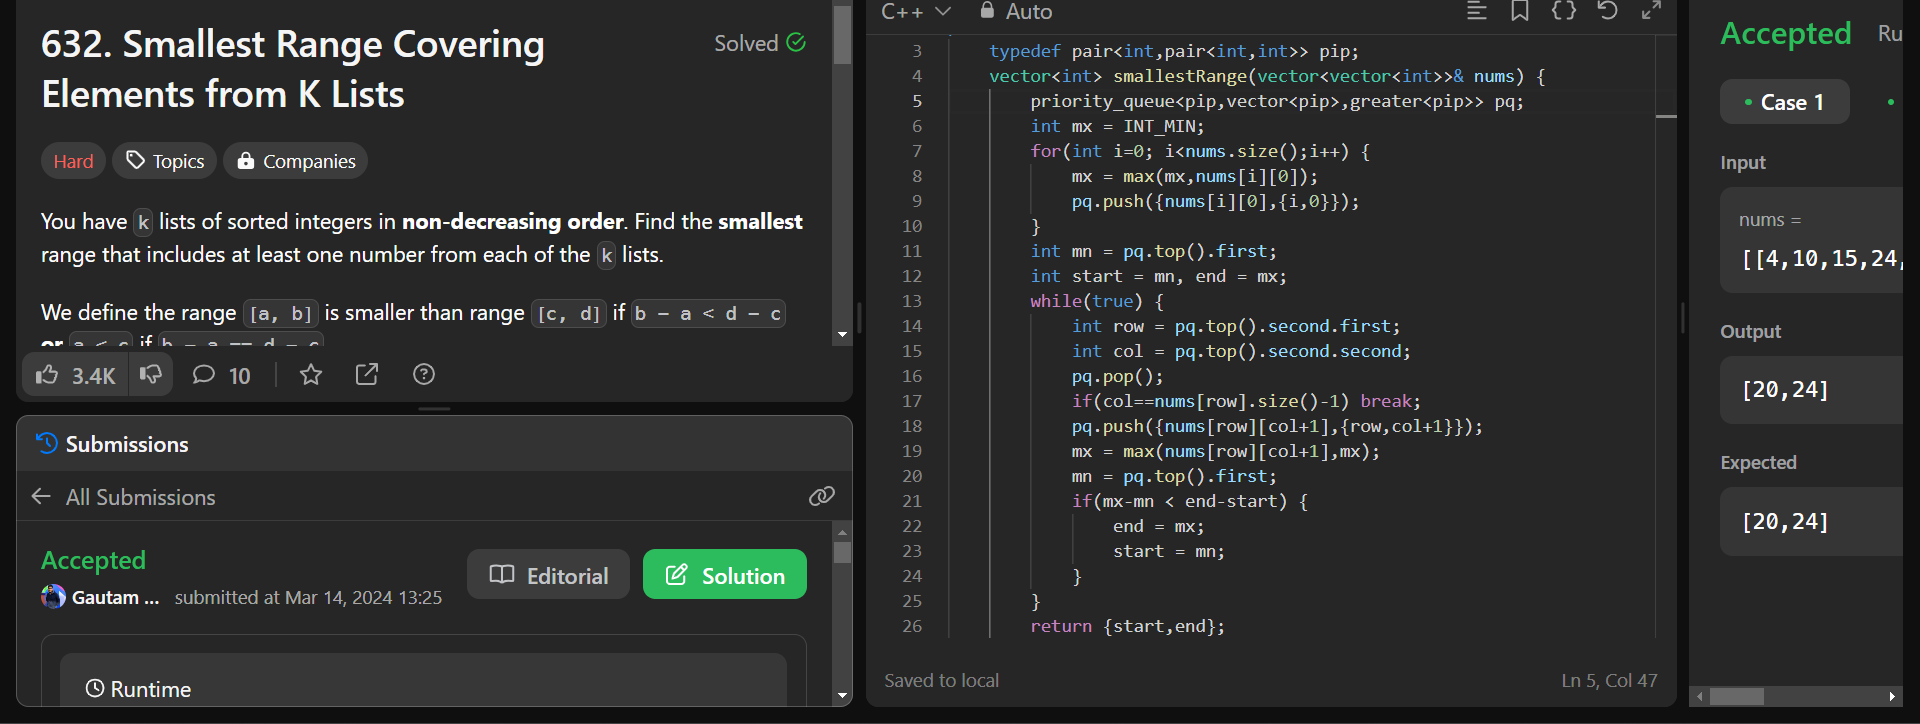 632. Smallest Range Covering
Elements from K Lists
Solved
Hard Topics Companies
You have k lists of sorted integers in non-decreasing order. Find the smallest
range that includes at least one number from each of the k lists.
We define the range [a, b] is smaller than range [c, d] if b - a < d - c
or a < c if b - a == d - c
3.4K 10
Submissions
All Submissions
Accepted
Gautam ... submitted at Mar 14, 2024 13:25
Editorial
Solution
Runtime
C++ Auto
3 typedef pair<int,pair<int,int>> pip;
4 vector<int> smallestRange(vector<vector<int>>& nums) {
5 priority_queue<pip,vector<pip>,greater<pip>> pq;
6 int mx = INT_MIN;
7 for(int i=0; i<nums.size();i++) {
8 mx = max(mx,nums[i][0]);
9 pq.push({nums[i][0],{i,0}});
10 }
11 int mn = pq.top().first;
12 int start = mn, end = mx;
13 while(true) {
14 int row = pq.top().second.first;
15 int col = pq.top().second.second;
16 pq.pop();
17 if(col==nums[row].size()-1) break;
18 pq.push({nums[row][col+1],{row,col+1}});
19 mx = max(nums[row][col+1],mx);
20 mn = pq.top().first;
21 if(mx-mn < end-start) {
22 end = mx;
23 start = mn;
24 }
25 }
26 return {start,end};
Saved to local
Ln 5, Col 47
Accepted Ru
• Case 1 •
Input
nums =
[[4,10,15,24,
Output
[20,24]
Expected
[20,24]